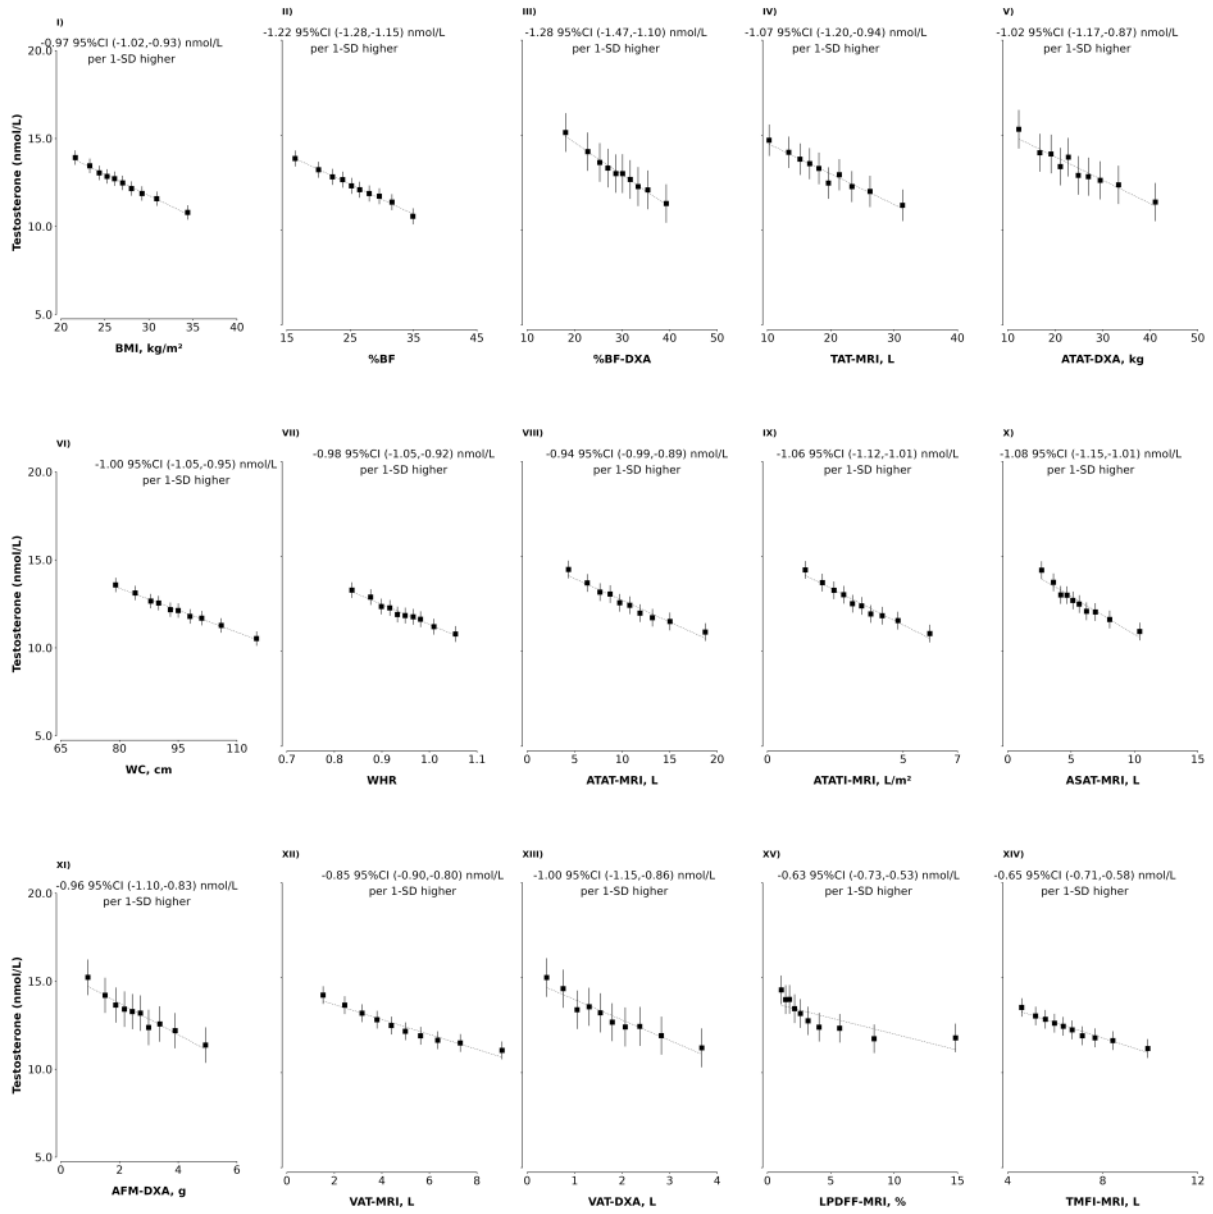 I)
-0.97 95%CI (-1.02,-0.93) nmol/L
per 1-SD higher
20.0
15.0
10.0
5.0
Testosterone (nmol/L)
20 25 30 35 40
BMI, kg/m²
II)
-1.22 95%CI (-1.28,-1.15) nmol/L
per 1-SD higher
15 25 35 45
%BF
III)
-1.28 95%CI (-1.47,-1.10) nmol/L
per 1-SD higher
10 20 30 40 50
%BF-DXA
IV)
-1.07 95%CI (-1.20,-0.94) nmol/L
per 1-SD higher
10 20 30 40
TAT-MRI, L
V)
-1.02 95%CI (-1.17,-0.87) nmol/L
per 1-SD higher
10 20 30 40 50
ATAT-DXA, kg
VI)
-1.00 95%CI (-1.05,-0.95) nmol/L
per 1-SD higher
20.0
15.0
10.0
5.0
Testosterone (nmol/L)
65 80 95 110
WC, cm
VII)
-0.98 95%CI (-1.05,-0.92) nmol/L
per 1-SD higher
0.7 0.8 0.9 1.0 1.1
WHR
VIII)
-0.94 95%CI (-0.99,-0.89) nmol/L
per 1-SD higher
0 5 10 15 20
ATAT-MRI, L
IX)
-1.06 95%CI (-1.12,-1.01) nmol/L
per 1-SD higher
0 5 7
ATATI-MRI, L/m²
X)
-1.08 95%CI (-1.15,-1.01) nmol/L
per 1-SD higher
0 5 10 15
ASAT-MRI, L
XI)
-0.96 95%CI (-1.10,-0.83) nmol/L
per 1-SD higher
20.0
15.0
10.0
5.0
Testosterone (nmol/L)
0 2 4 6
AFM-DXA, g
XII)
-0.85 95%CI (-0.90,-0.80) nmol/L
per 1-SD higher
0 2 4 6 8
VAT-MRI, L
XIII)
-1.00 95%CI (-1.15,-0.86) nmol/L
per 1-SD higher
0 1 2 3 4
VAT-DXA, L
XV)
-0.63 95%CI (-0.73,-0.53) nmol/L
per 1-SD higher
0 5 10 15
LPDFF-MRI, %
XIV)
-0.65 95%CI (-0.71,-0.58) nmol/L
per 1-SD higher
4 8 12
TMFI-MRI, L